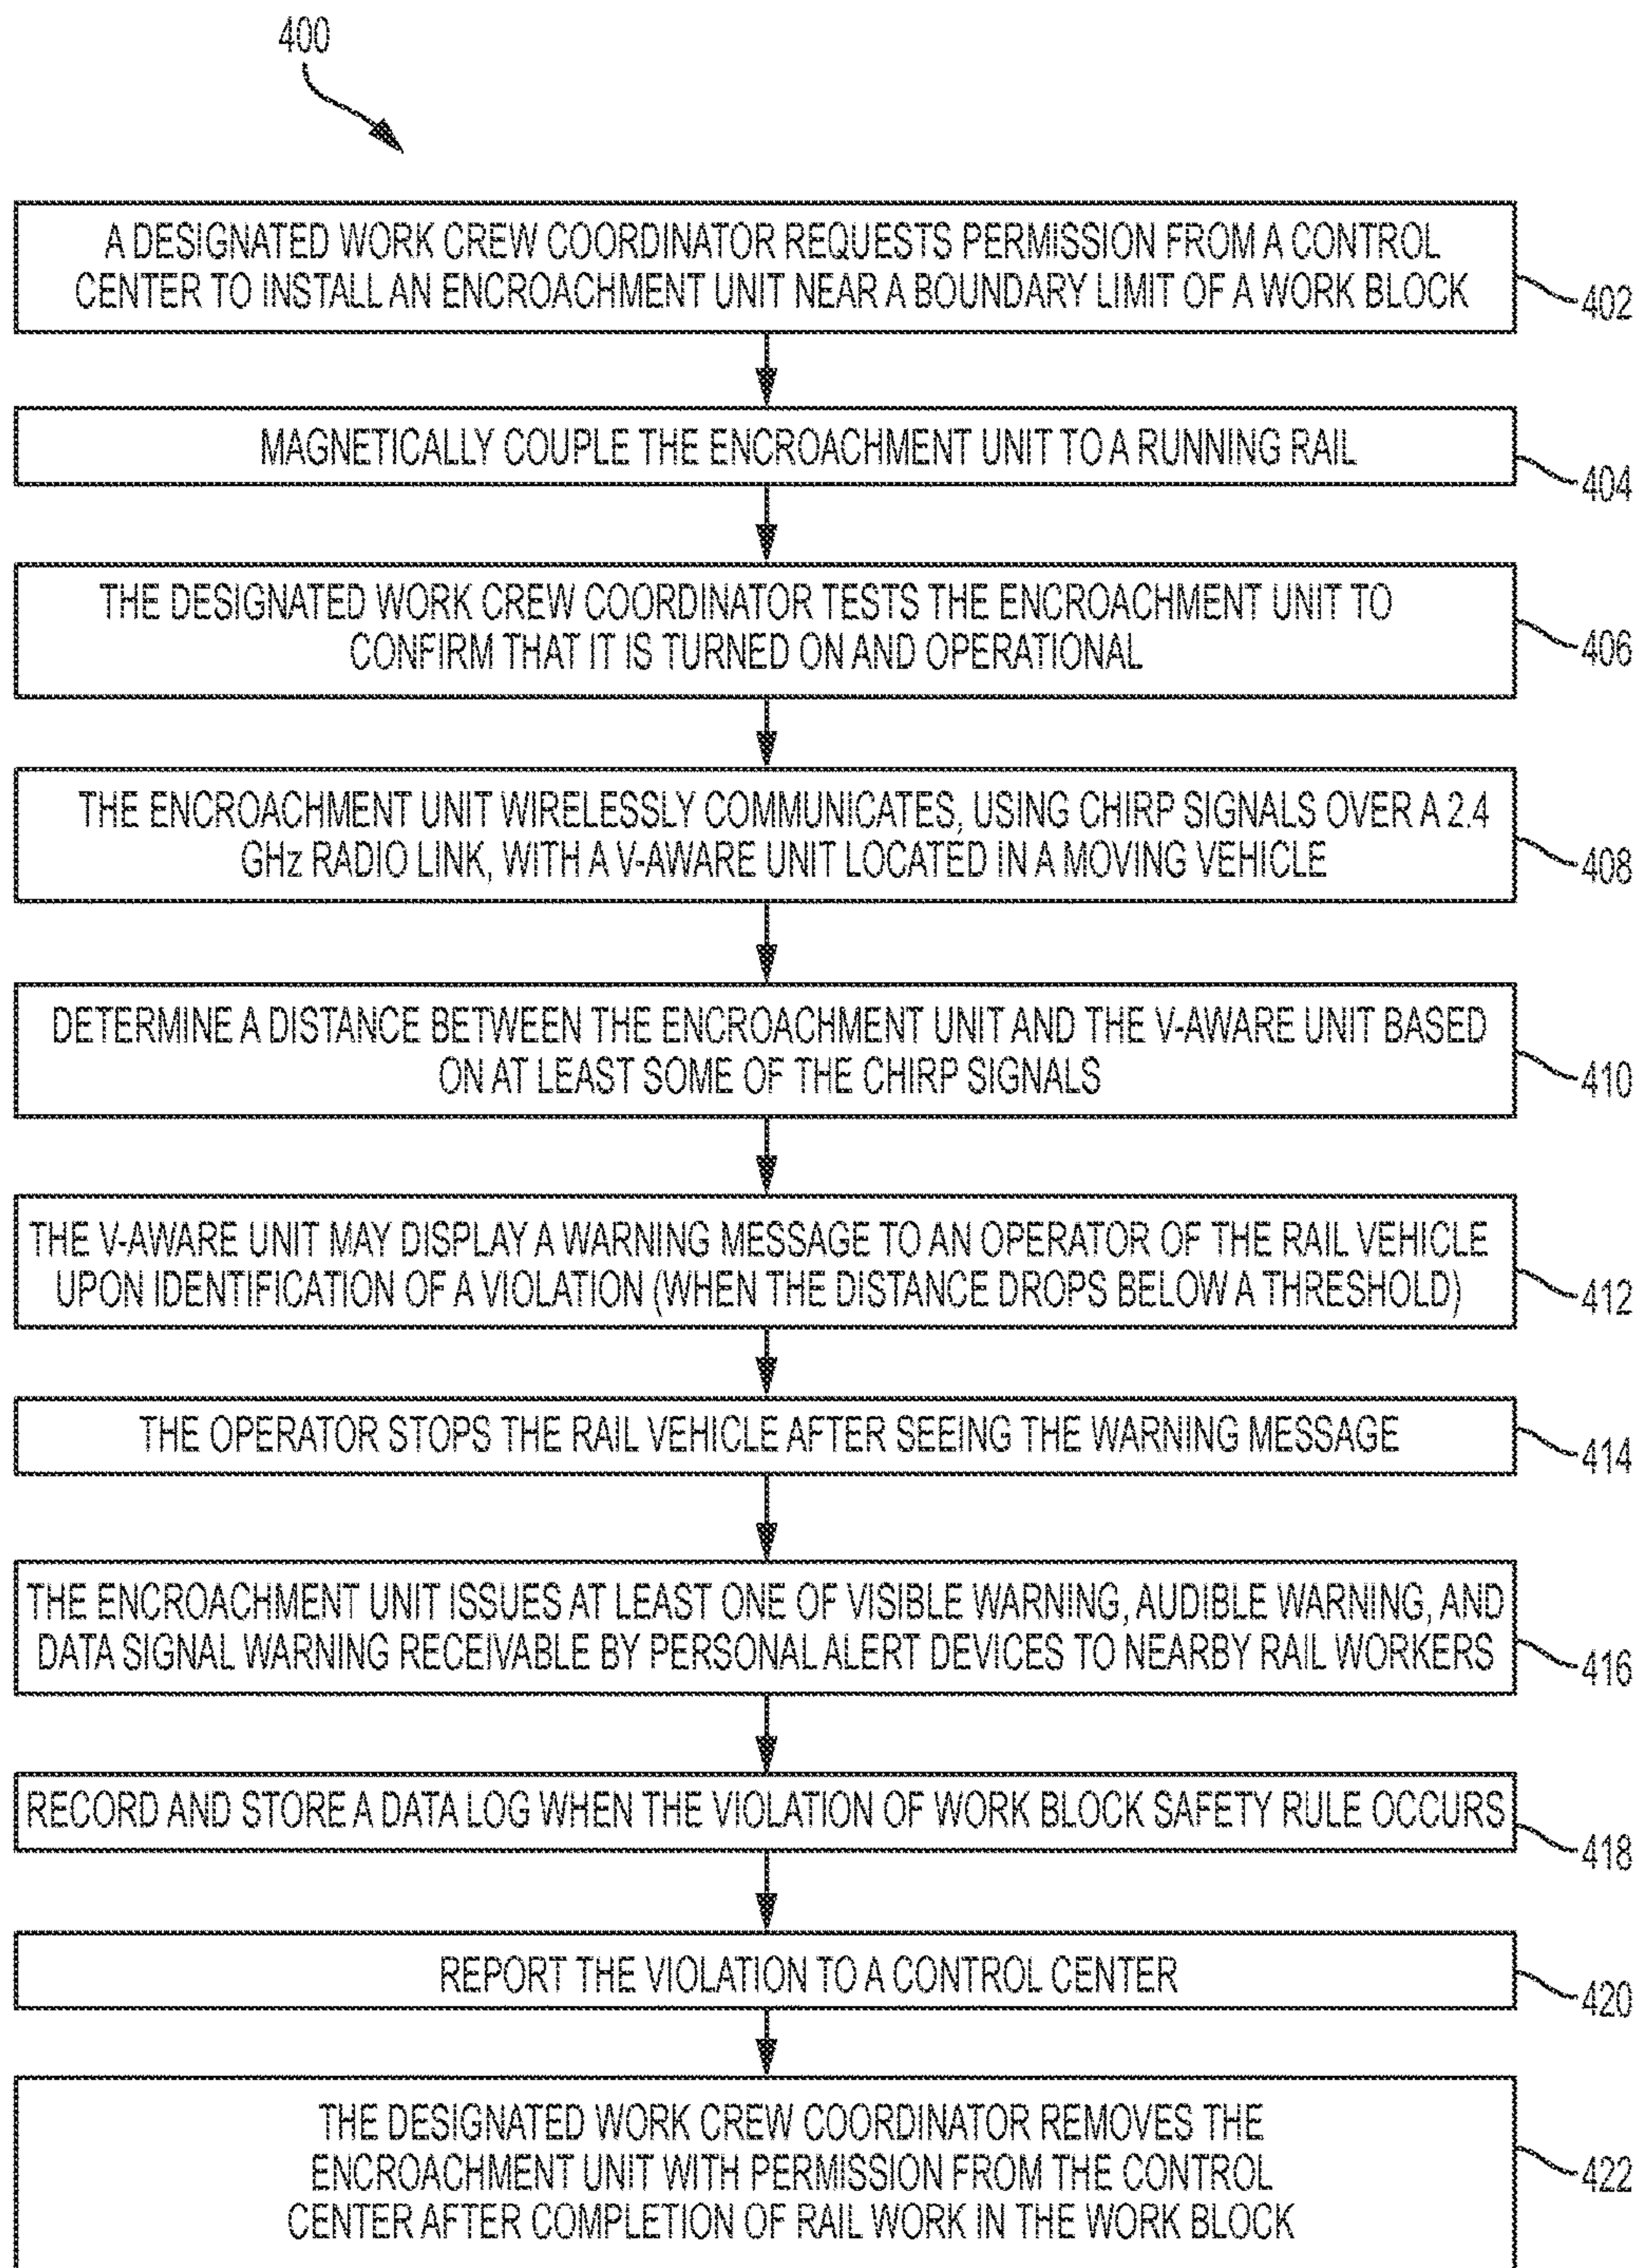 400
A DESIGNATED WORK CREW COORDINATOR REQUESTS PERMISSION FROM A CONTROL
CENTER TO INSTALL AN ENCROACHMENT UNIT NEAR A BOUNDARY LIMIT OF A WORK BLOCK
402
MAGNETICALLY COUPLE THE ENCROACHMENT UNIT TO A RUNNING RAIL
404
THE DESIGNATED WORK CREW COORDINATOR TESTS THE ENCROACHMENT UNIT TO
CONFIRM THAT IT IS TURNED ON AND OPERATIONAL
406
THE ENCROACHMENT UNIT WIRELESSLY COMMUNICATES, USING CHIRP SIGNALS OVER A 2.4
GHz RADIO LINK, WITH A V-AWARE UNIT LOCATED IN A MOVING VEHICLE
408
DETERMINE A DISTANCE BETWEEN THE ENCROACHMENT UNIT AND THE V-AWARE UNIT BASED
ON AT LEAST SOME OF THE CHIRP SIGNALS
410
THE V-AWARE UNIT MAY DISPLAY A WARNING MESSAGE TO AN OPERATOR OF THE RAIL VEHICLE
UPON IDENTIFICATION OF A VIOLATION (WHEN THE DISTANCE DROPS BELOW A THRESHOLD)
412
THE OPERATOR STOPS THE RAIL VEHICLE AFTER SEEING THE WARNING MESSAGE
414
THE ENCROACHMENT UNIT ISSUES AT LEAST ONE OF VISIBLE WARNING, AUDIBLE WARNING, AND
DATA SIGNAL WARNING RECEIVABLE BY PERSONAL ALERT DEVICES TO NEARBY RAIL WORKERS
416
RECORD AND STORE A DATA LOG WHEN THE VIOLATION OF WORK BLOCK SAFETY RULE OCCURS
418
REPORT THE VIOLATION TO A CONTROL CENTER
420
THE DESIGNATED WORK CREW COORDINATOR REMOVES THE
ENCROACHMENT UNIT WITH PERMISSION FROM THE CONTROL
CENTER AFTER COMPLETION OF RAIL WORK IN THE WORK BLOCK
422